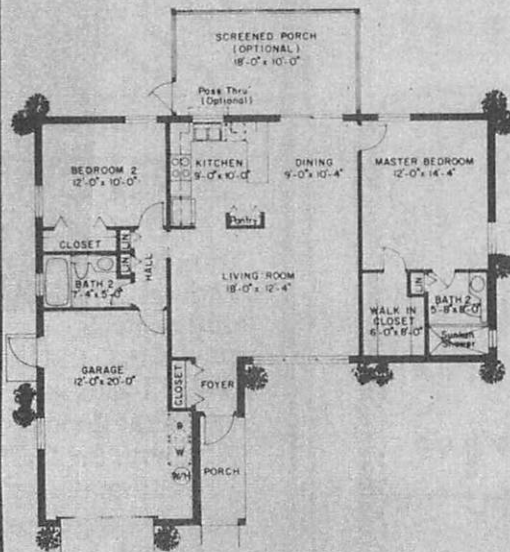 SCREENED PORCH
(OPTIONAL)
18'-0" x 10'-0"
Pass Thru
(Optional)
BEDROOM 2
12'-0" x 10'-0"
KITCHEN
9'-0" x 10'-0"
DINING
9'-0" x 10'-4"
MASTER BEDROOM
12'-0" x 14'-4"
Pantry
CLOSET
LIN
LIN
HALL
BATH 2
7'-4" x 5'-0"
LIVING ROOM
18'-0" x 12'-4"
WALK IN
CLOSET
6'-0" x 8'-0"
LIN
BATH 2
5'-8" x 8'-0"
Sunken
Shower
GARAGE
12'-0" x 20'-0"
CLOSET
FOYER
W
W/H
PORCH